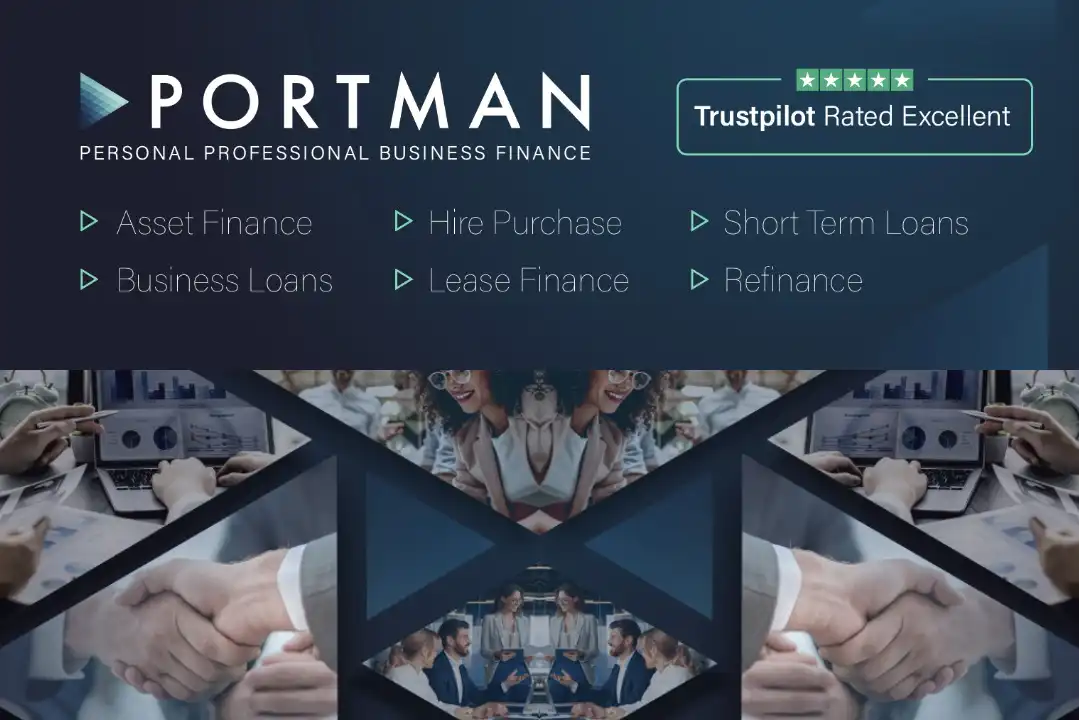 PORTMAN
PERSONAL PROFESSIONAL BUSINESS FINANCE
Trustpilot Rated Excellent
Asset Finance
Hire Purchase
Short Term Loans
Business Loans
Lease Finance
Refinance